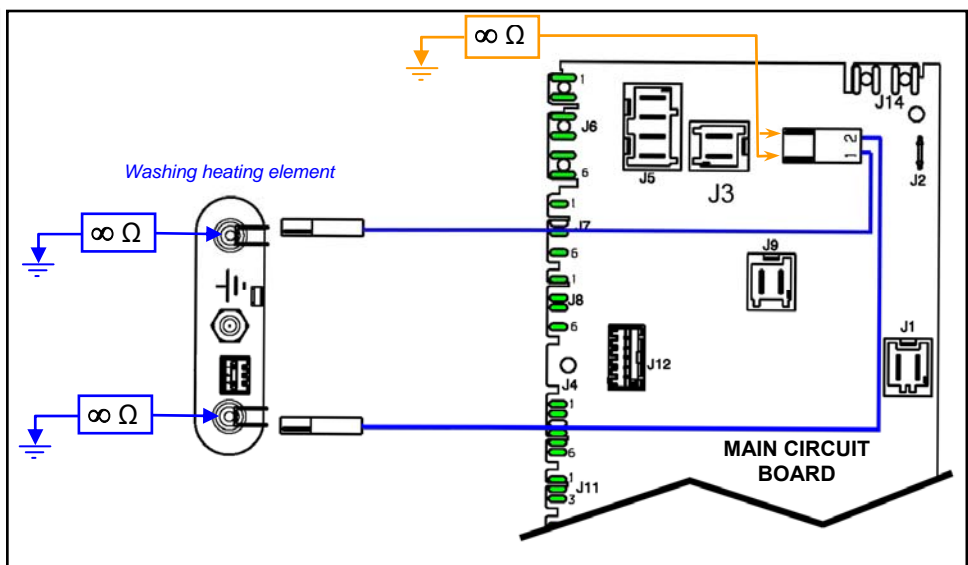 ∞ Ω
J14
1
J6
6
J5
J3
1 2
J2
Washing heating element
∞ Ω
1
J7
6
J9
1
J8
6
J1
J12
J4
∞ Ω
1
6
MAIN CIRCUIT
BOARD
1
J11
3